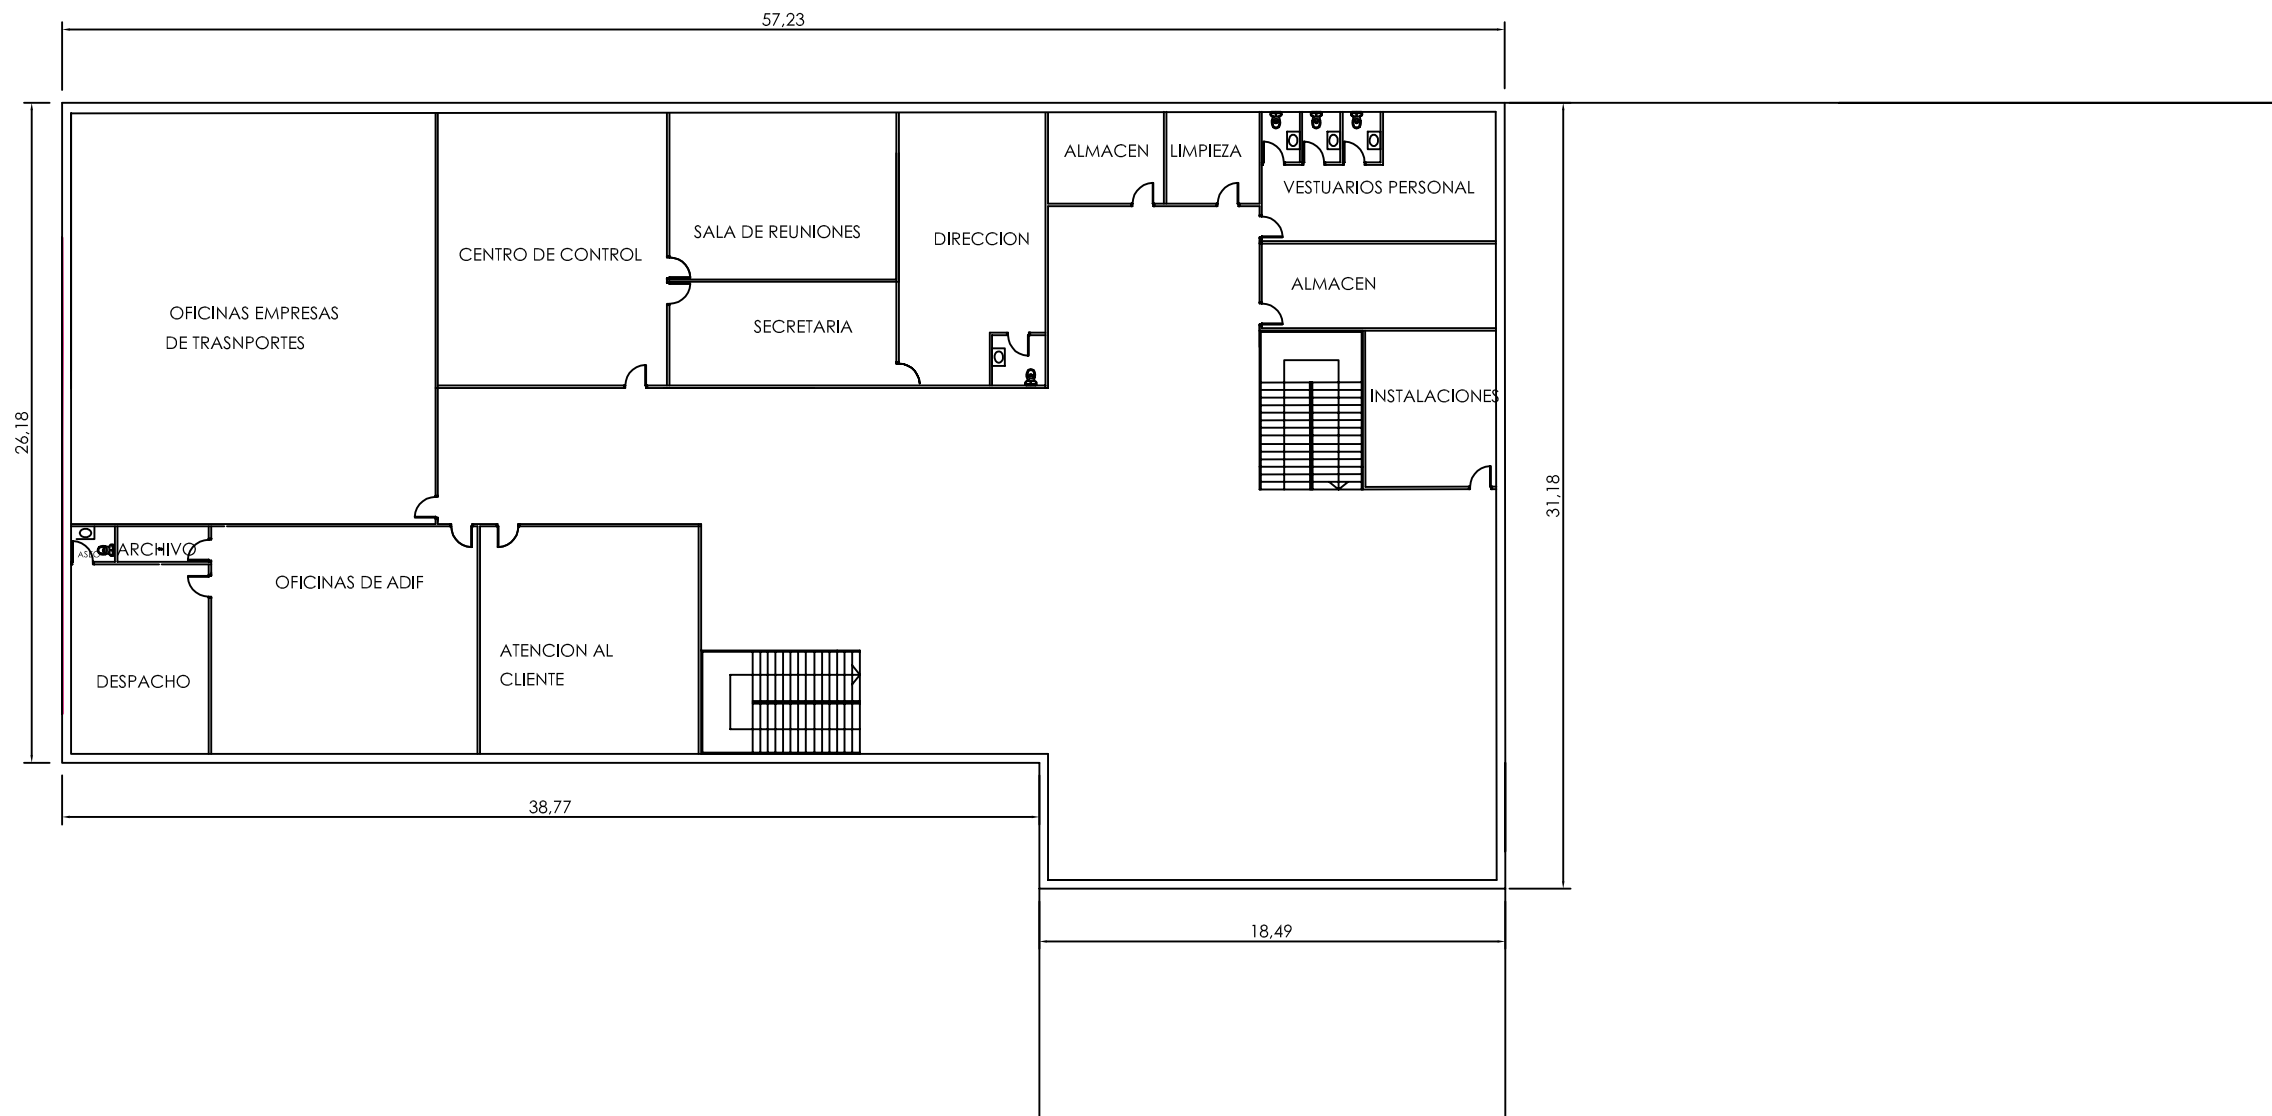 57,23
ALMACEN
LIMPIEZA
VESTUARIOS PERSONAL
SALA DE REUNIONES
DIRECCION
CENTRO DE CONTROL
ALMACEN
OFICINAS EMPRESAS
DE TRASNPORTES
SECRETARIA
INSTALACIONES
26,18
31,18
ASEO
ARCHIVO
OFICINAS DE ADIF
ATENCION AL
CLIENTE
DESPACHO
38,77
18,49